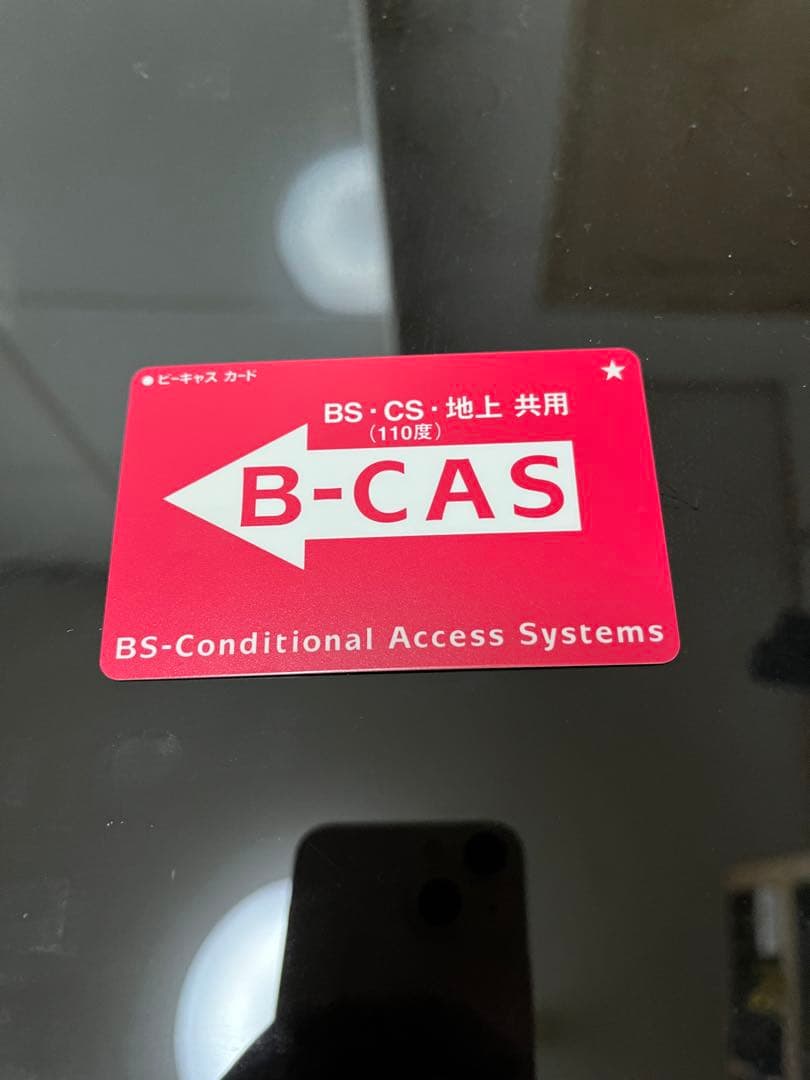 ●ビーキャス カード
★
BS・CS・地上 共用
(110度)
B-CAS
BS-Conditional Access Systems